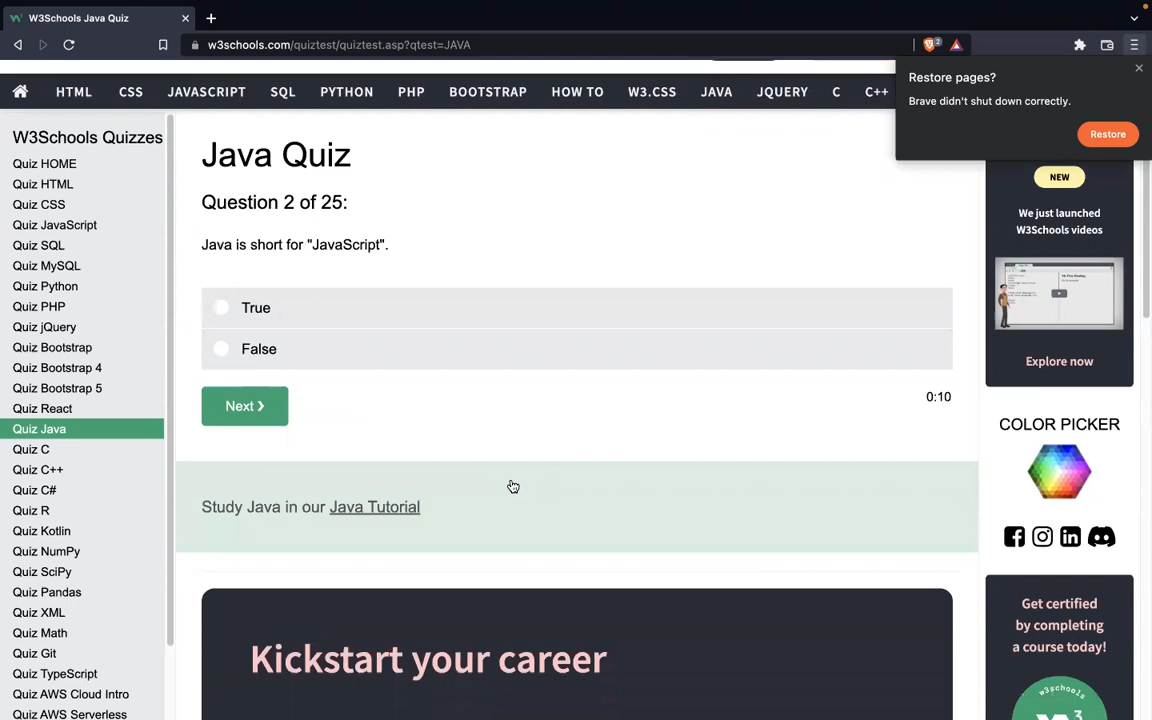 W3Schools Java Quiz
w3schools.com/quiztest/quiztest.asp?qtest=JAVA
2
Restore pages?
Brave didn't shut down correctly.
Restore
HTML
CSS
JAVASCRIPT
SQL
PYTHON
PHP
BOOTSTRAP
HOW TO
W3.CSS
JAVA
JQUERY
C
C++
W3Schools Quizzes
Quiz HOME
Quiz HTML
Quiz CSS
Quiz JavaScript
Quiz SQL
Quiz MySQL
Quiz Python
Quiz PHP
Quiz jQuery
Quiz Bootstrap
Quiz Bootstrap 4
Quiz Bootstrap 5
Quiz React
Quiz Java
Quiz C
Quiz C++
Quiz C#
Quiz R
Quiz Kotlin
Quiz NumPy
Quiz SciPy
Quiz Pandas
Quiz XML
Quiz Math
Quiz Git
Quiz TypeScript
Quiz AWS Cloud Intro
Quiz AWS Serverless
Java Quiz
Question 2 of 25:
Java is short for "JavaScript".
True
False
Next ❯
0:10
Study Java in our Java Tutorial
Kickstart your career
NEW
We just launched
W3Schools videos
Explore now
COLOR PICKER
Get certified
by completing
a course today!
w3schools
3